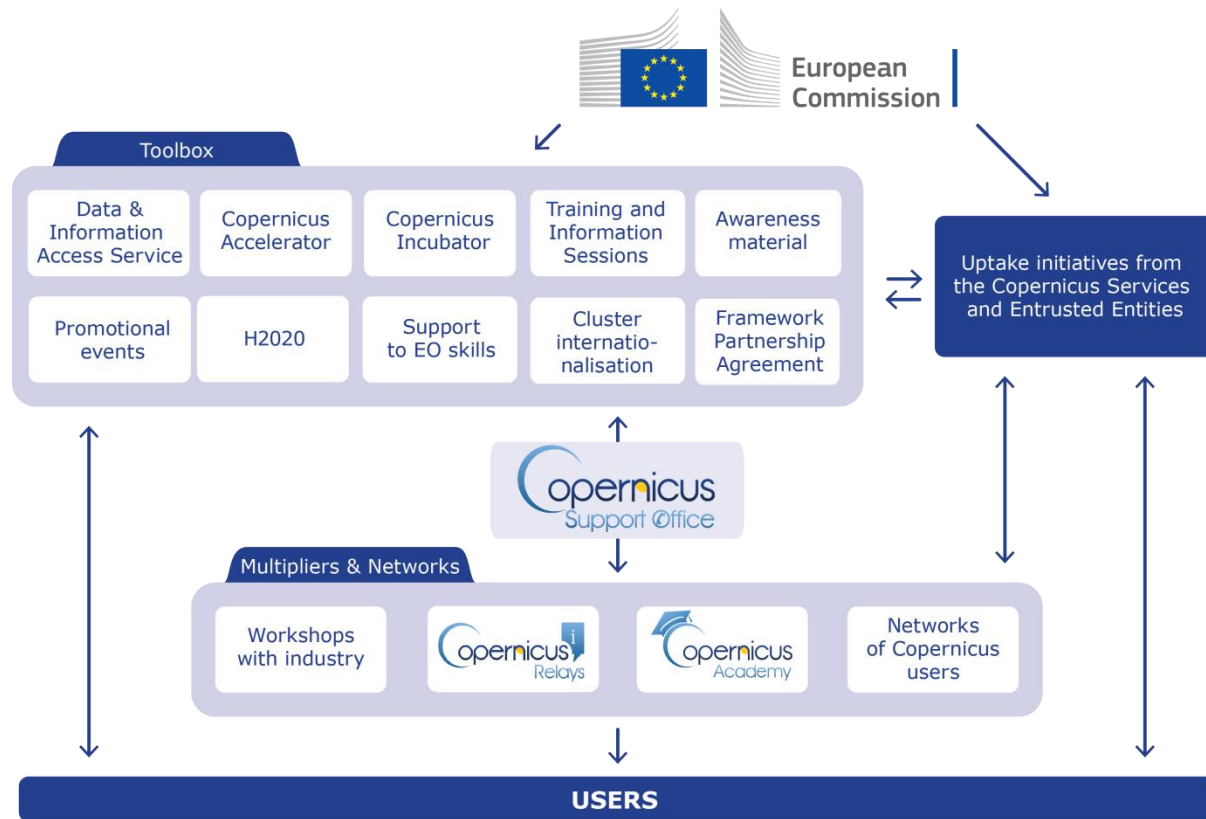 European
Commission
Toolbox
Data &
Information
Access Service
Copernicus
Accelerator
Copernicus
Incubator
Training and
Information
Sessions
Awareness
material
Promotional
events
H2020
Support
to EO skills
Cluster
internatio-
nalisation
Framework
Partnership
Agreement
Uptake initiatives from
the Copernicus Services
and Entrusted Entities
Copernicus
Support Office
Multipliers & Networks
Workshops
with industry
Copernicus
i
Relays
Copernicus
Academy
Networks
of Copernicus
users
USERS